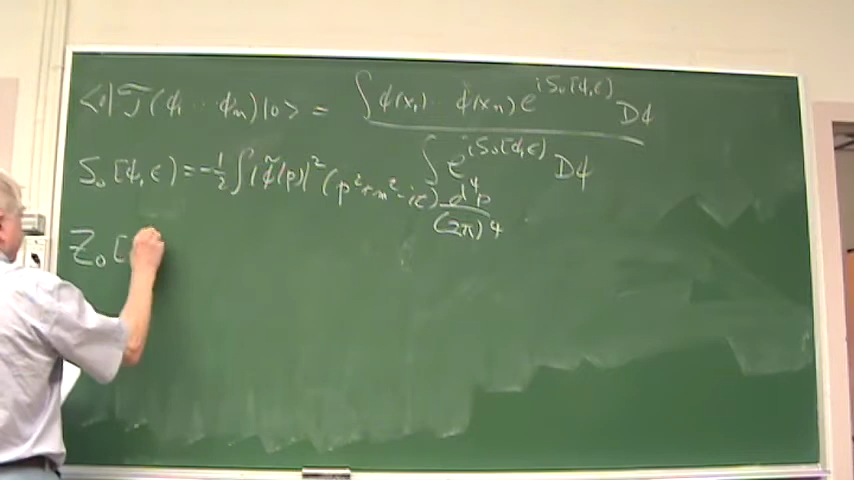 <0|T(ϕ₁ ⋯ ϕₙ)|0> = ∫ϕ(x₁)⋯ϕ(xₙ) e^{iS₀[ϕ,ϵ]} Dϕ / ∫e^{iS₀[ϕ,ϵ]} Dϕ
S₀[ϕ,ϵ) = -½∫|ϕ̃(p)|²(p²+m²-iϵ) d⁴p/(2π)⁴
Z₀[